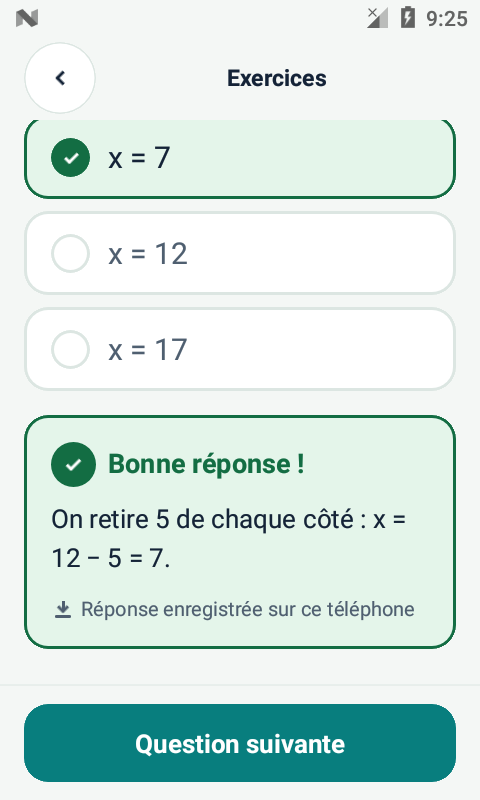 9:25
Exercices
x = 7
x = 12
x = 17
Bonne réponse !
On retire 5 de chaque côté : x =
12 − 5 = 7.
Réponse enregistrée sur ce téléphone
Question suivante